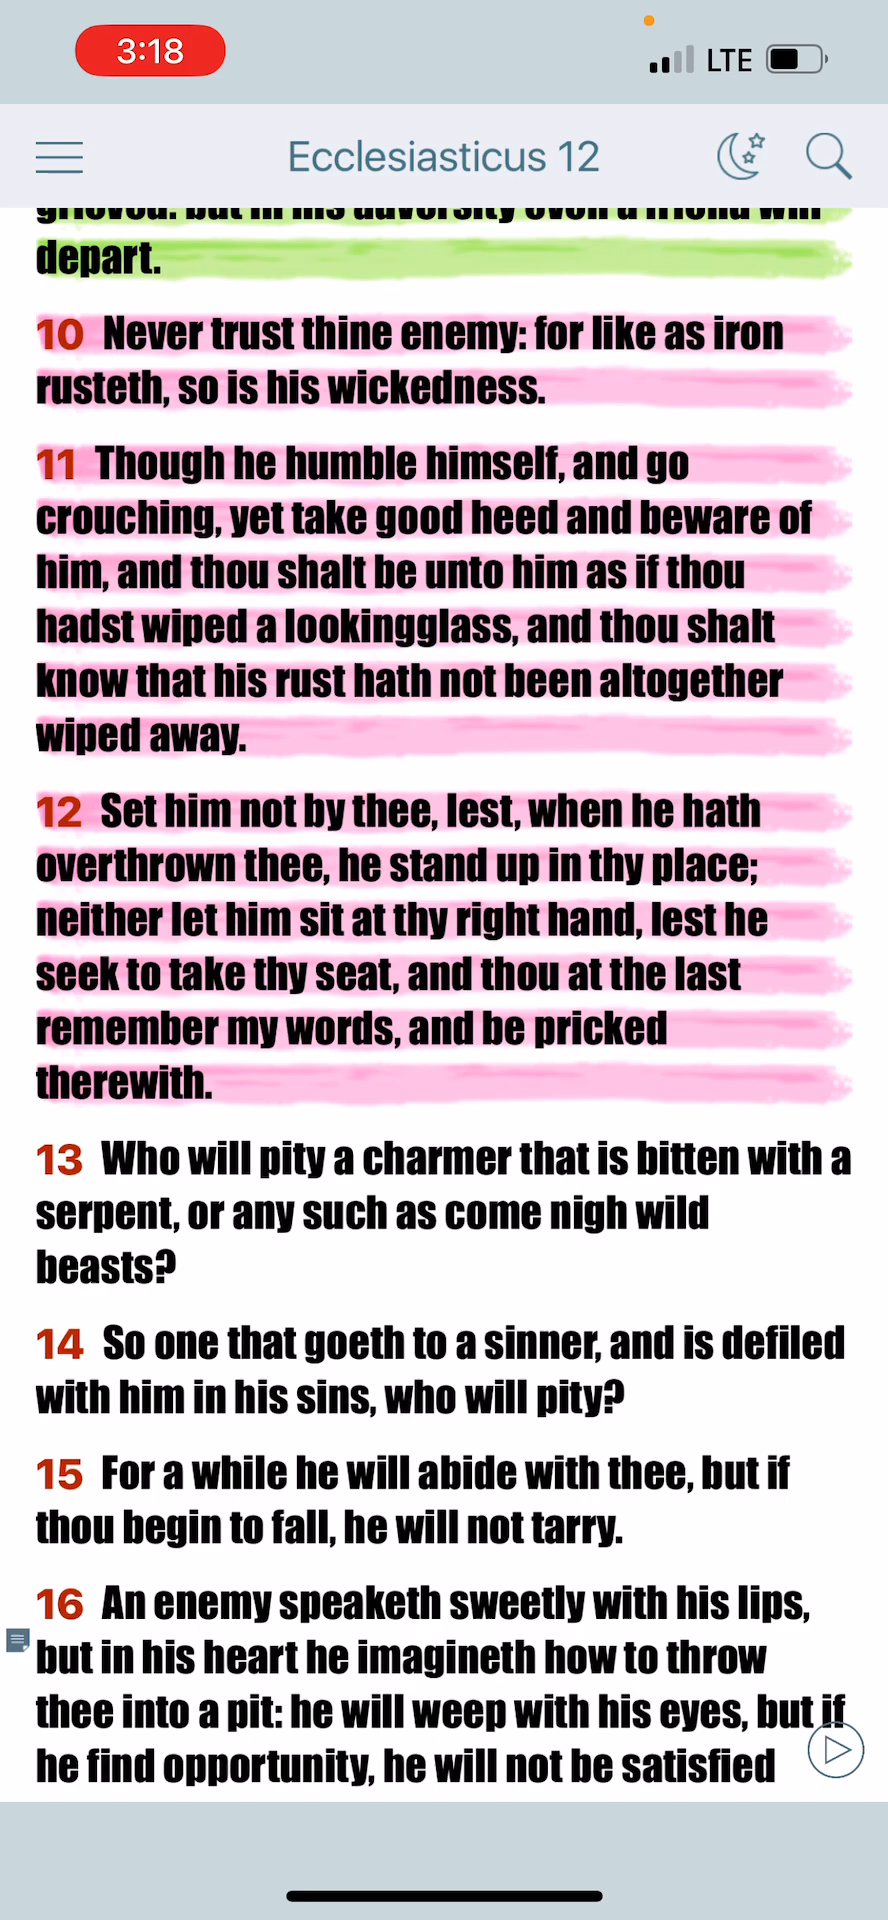 3:18
LTE
Ecclesiasticus 12
grieved: but in his adversity even a friend will
depart.
10 Never trust thine enemy: for like as iron
rusteth, so is his wickedness.
11 Though he humble himself, and go
crouching, yet take good heed and beware of
him, and thou shalt be unto him as if thou
hadst wiped a lookingglass, and thou shalt
know that his rust hath not been altogether
wiped away.
12 Set him not by thee, lest, when he hath
overthrown thee, he stand up in thy place;
neither let him sit at thy right hand, lest he
seek to take thy seat, and thou at the last
remember my words, and be pricked
therewith.
13 Who will pity a charmer that is bitten with a
serpent, or any such as come nigh wild
beasts?
14 So one that goeth to a sinner, and is defiled
with him in his sins, who will pity?
15 For a while he will abide with thee, but if
thou begin to fall, he will not tarry.
16 An enemy speaketh sweetly with his lips,
but in his heart he imagineth how to throw
thee into a pit: he will weep with his eyes, but if
he find opportunity, he will not be satisfied